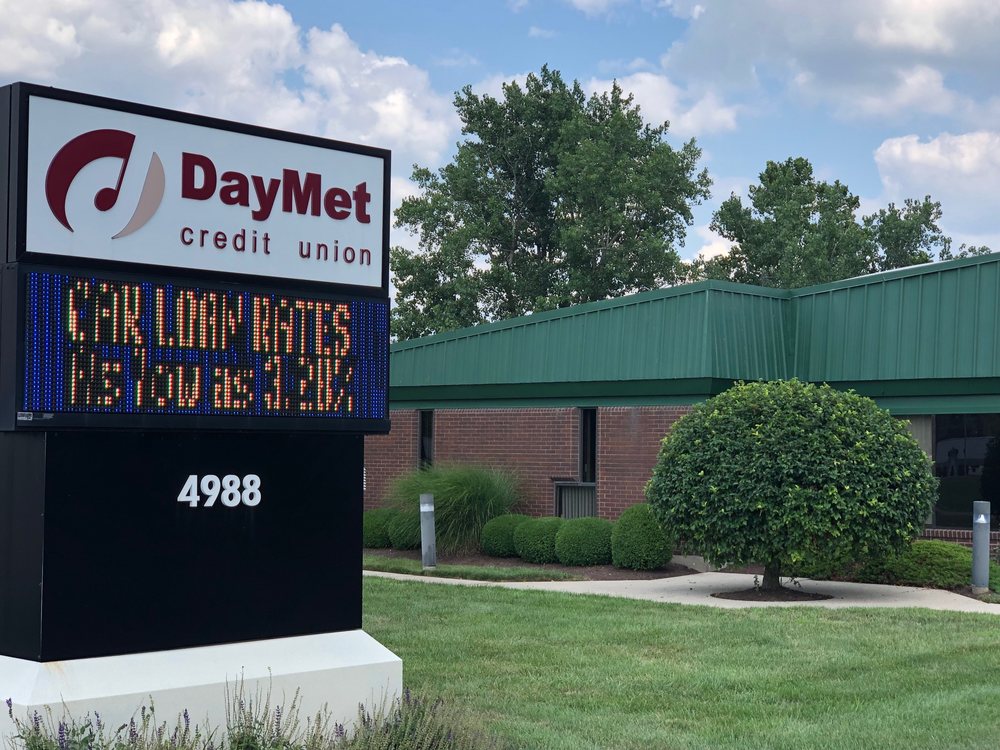 DayMet
credit union
CAR LOAN RATES
As low as 3.20%
4988